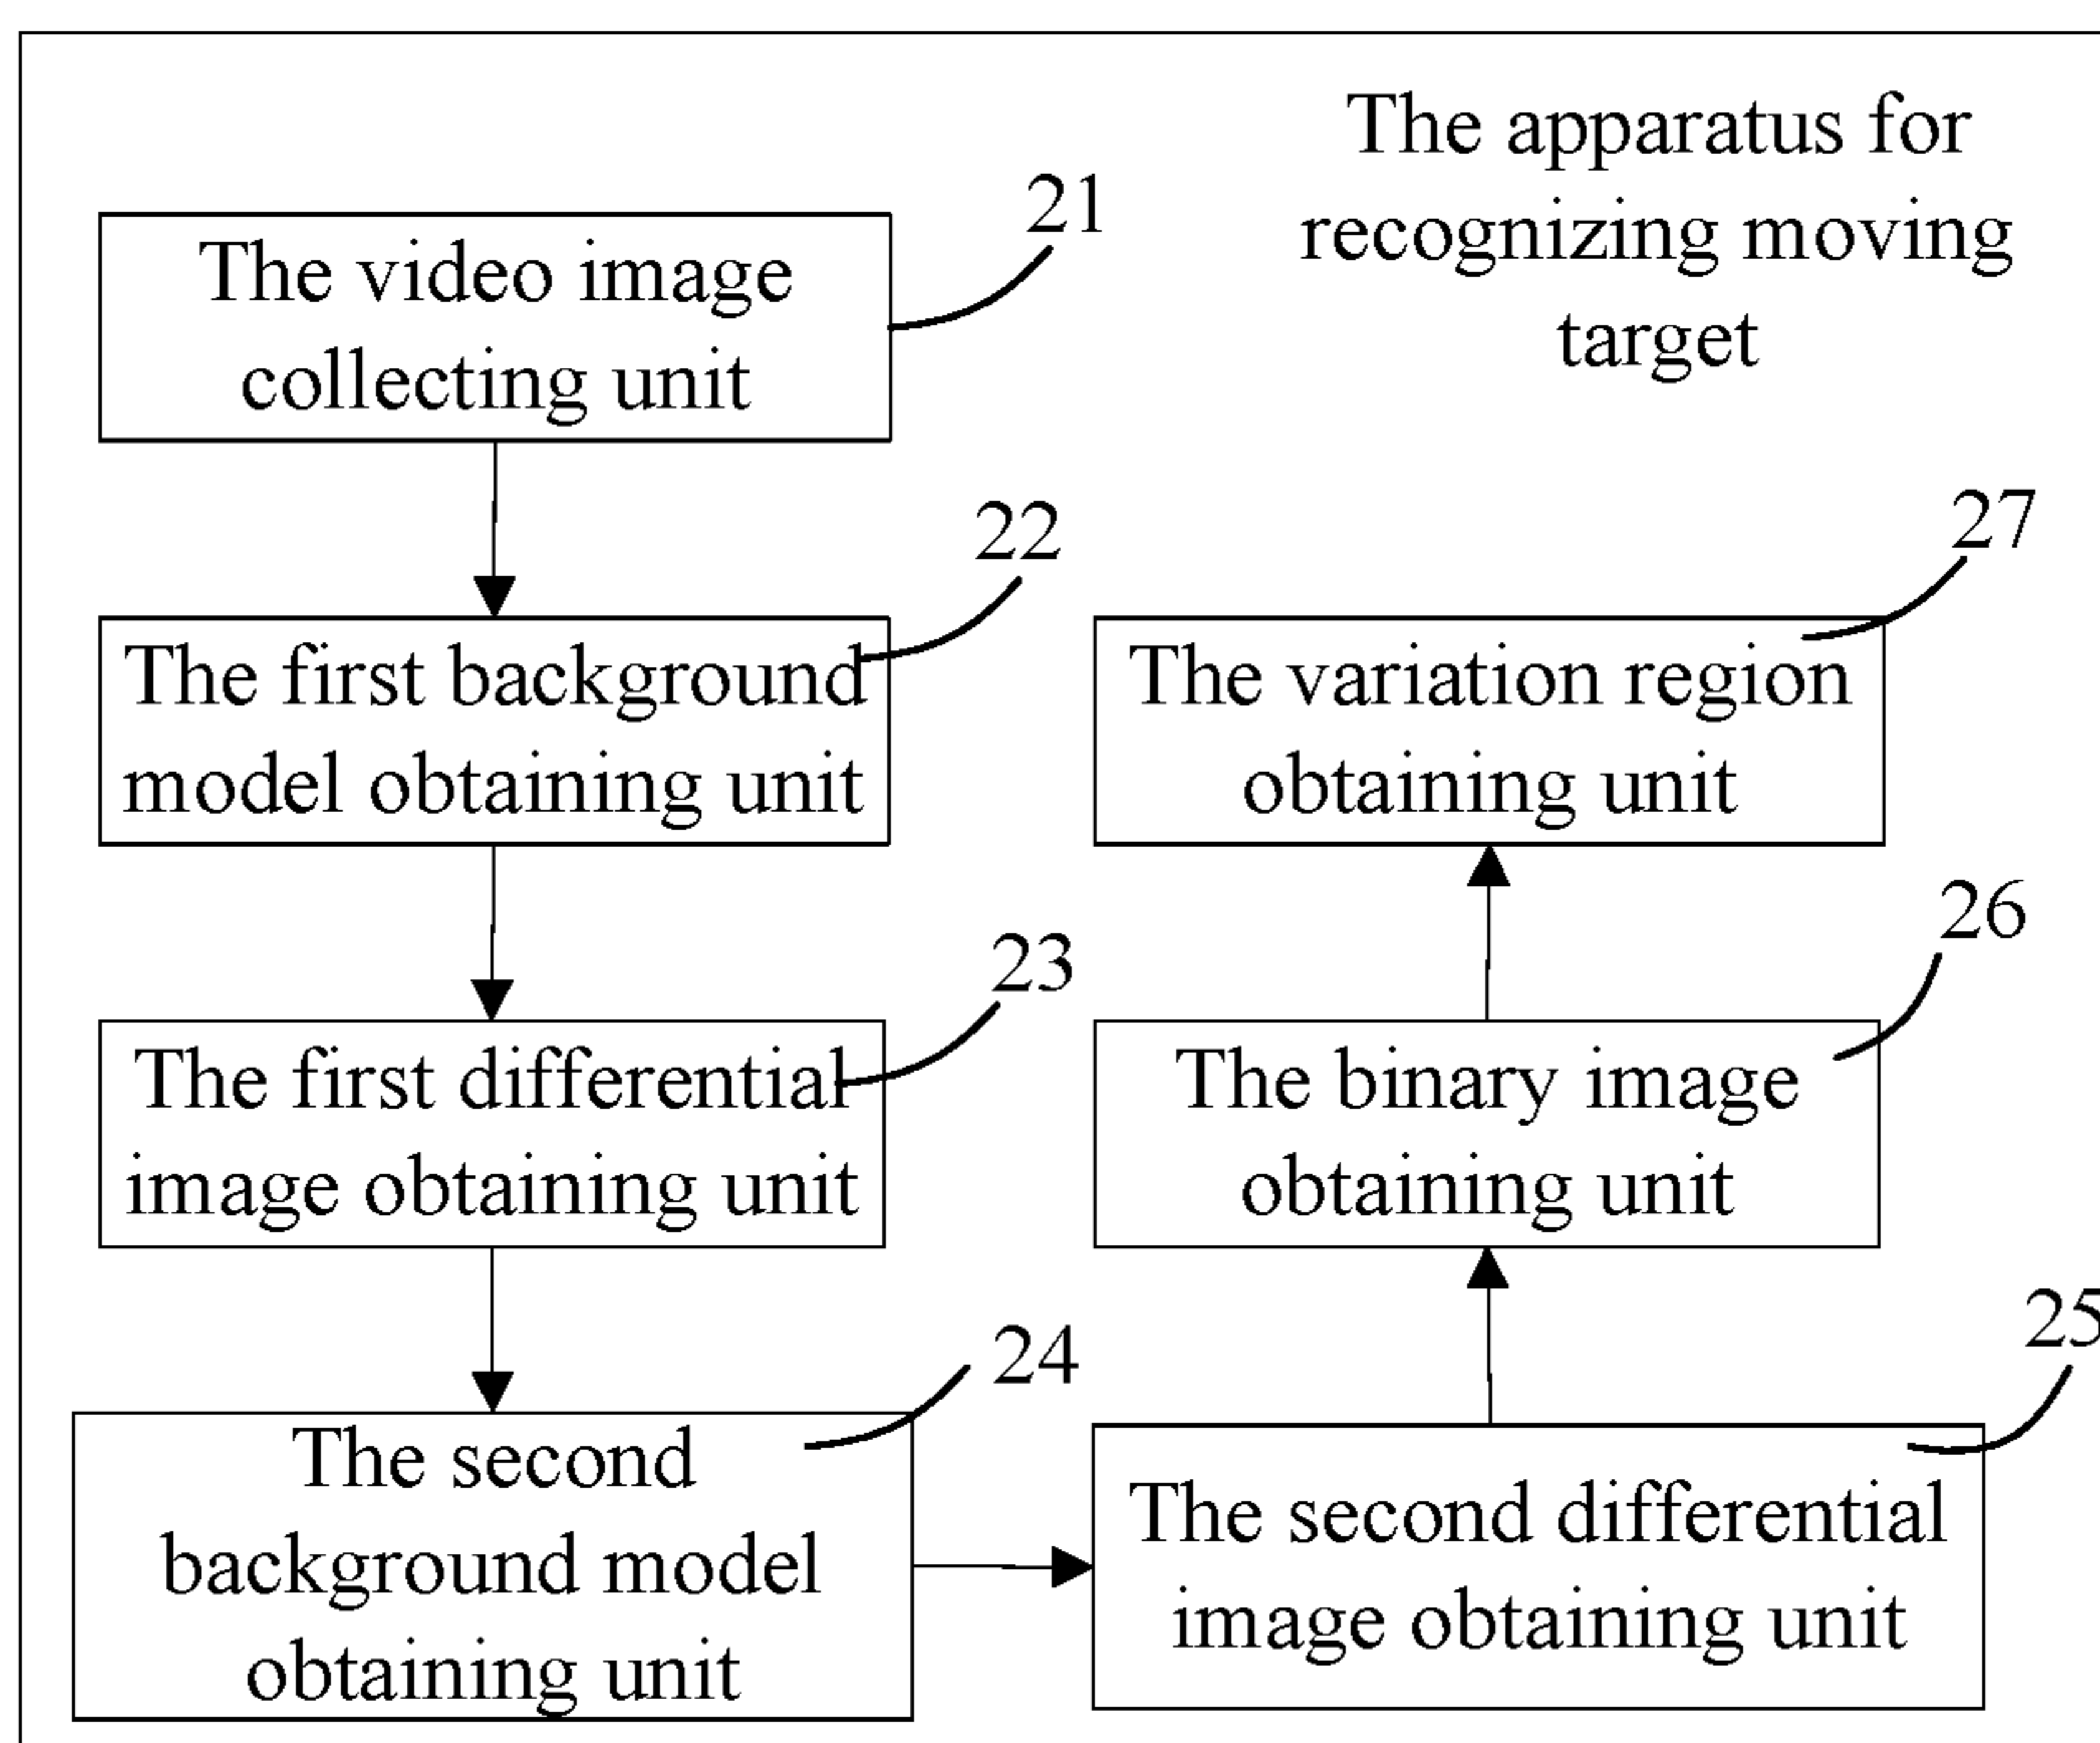 The apparatus for
recognizing moving
target
21
The video image
collecting unit
22
The first background
model obtaining unit
23
The first differential
image obtaining unit
24
The second
background model
obtaining unit
25
The second differential
image obtaining unit
26
The binary image
obtaining unit
27
The variation region
obtaining unit